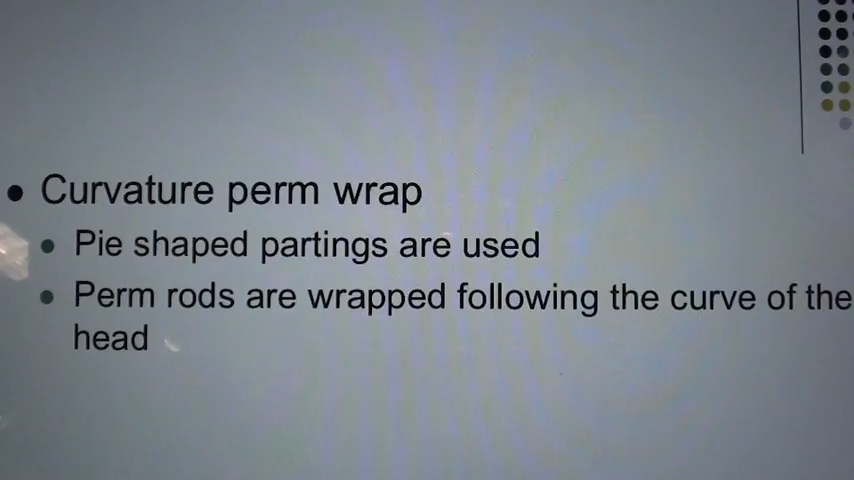 Curvature perm wrap
Pie shaped partings are used
Perm rods are wrapped following the curve of the
head